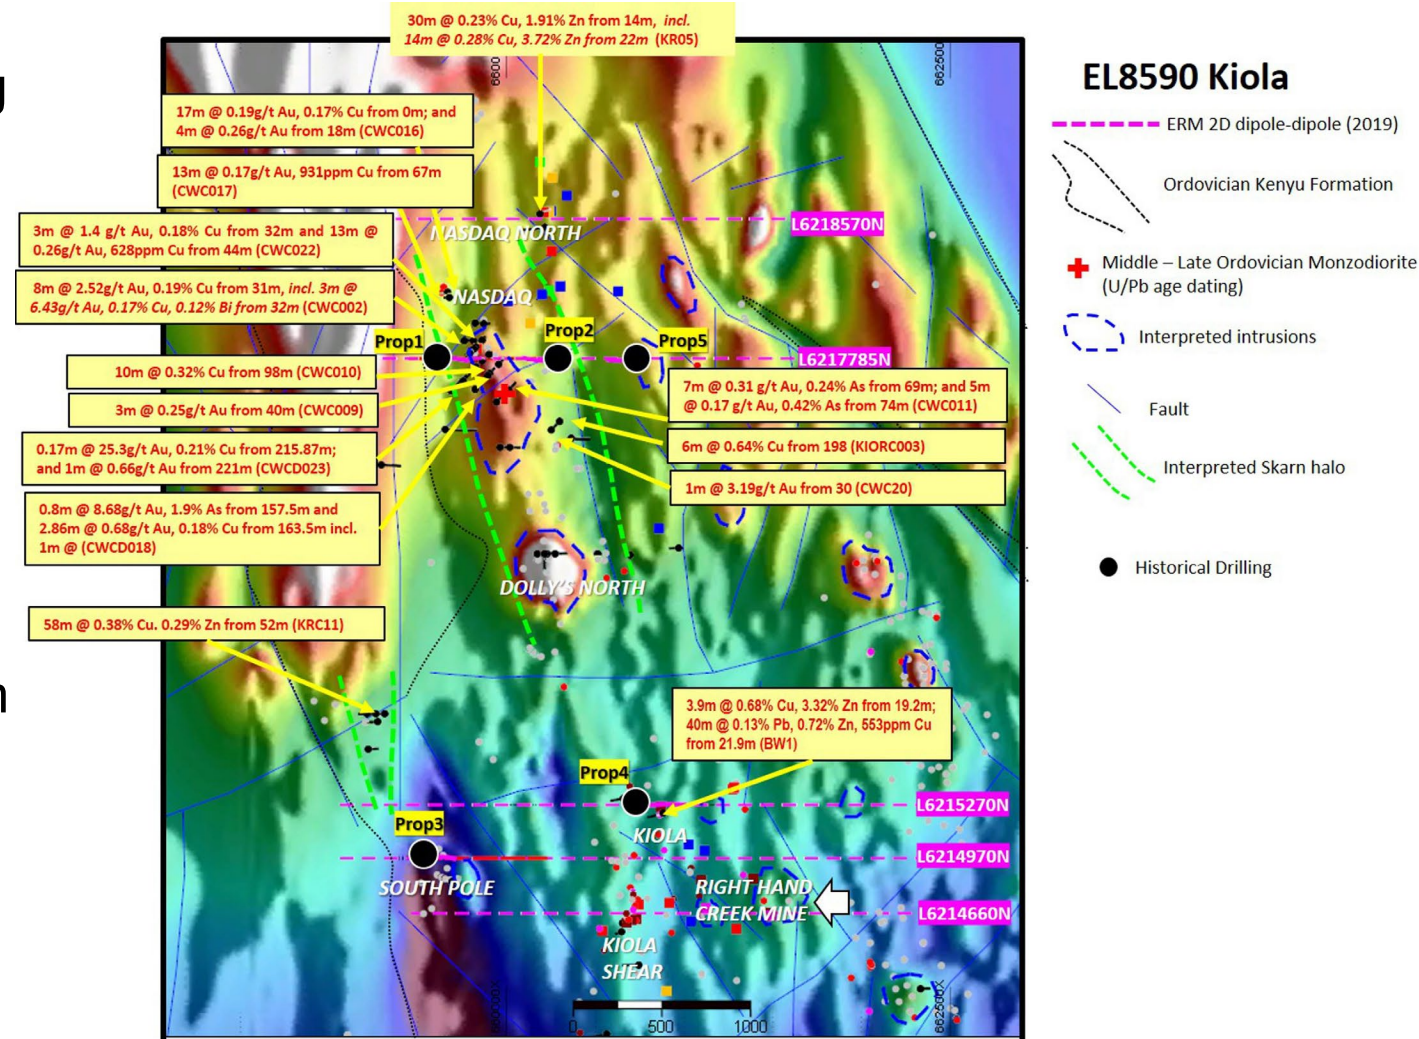 30m @ 0.23% Cu, 1.91% Zn from 14m, incl.
14m @ 0.28% Cu, 3.72% Zn from 22m (KR05)
g
6600
662500
EL8590 Kiola
ERM 2D dipole-dipole (2019)
Ordovician Kenyu Formation
Middle – Late Ordovician Monzodiorite
(U/Pb age dating)
Interpreted intrusions
Fault
Interpreted Skarn halo
Historical Drilling
17m @ 0.19g/t Au, 0.17% Cu from 0m; and
4m @ 0.26g/t Au from 18m (CWC016)
13m @ 0.17g/t Au, 931ppm Cu from 67m
(CWC017)
3m @ 1.4 g/t Au, 0.18% Cu from 32m and 13m @
0.26g/t Au, 628ppm Cu from 44m (CWC022)
8m @ 2.52g/t Au, 0.19% Cu from 31m, incl. 3m @
6.43g/t Au, 0.17% Cu, 0.12% Bi from 32m (CWC002)
10m @ 0.32% Cu from 98m (CWC010)
3m @ 0.25g/t Au from 40m (CWC009)
0.17m @ 25.3g/t Au, 0.21% Cu from 215.87m;
and 1m @ 0.66g/t Au from 221m (CWCD023)
0.8m @ 8.68g/t Au, 1.9% As from 157.5m and
2.86m @ 0.68g/t Au, 0.18% Cu from 163.5m incl.
1m @ (CWCD018)
58m @ 0.38% Cu. 0.29% Zn from 52m (KRC11)
L6218570N
NASDAQ NORTH
NASDAQ
Prop1
Prop2
Prop5
L6217785N
7m @ 0.31 g/t Au, 0.24% As from 69m; and 5m
@ 0.17 g/t Au, 0.42% As from 74m (CWC011)
6m @ 0.64% Cu from 198 (KIORC003)
1m @ 3.19g/t Au from 30 (CWC20)
DOLLY'S NORTH
3.9m @ 0.68% Cu, 3.32% Zn from 19.2m;
40m @ 0.13% Pb, 0.72% Zn, 553ppm Cu
from 21.9m (BW1)
Prop4
L6215270N
KIOLA
Prop3
L6214970N
SOUTH POLE
RIGHT HAND
CREEK MINE
L6214660N
KIOLA
SHEAR
0 500 1000